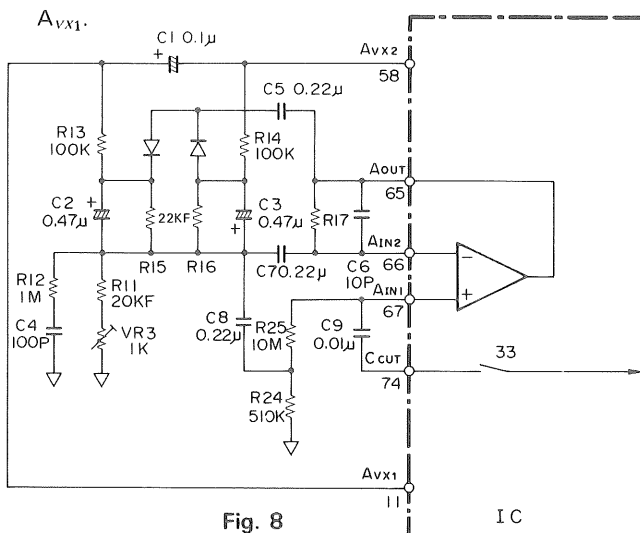 AVX1.
C1 0.1μ
AVX2
58
C5 0.22μ
R13
100K
R14
100K
AOUT
65
C2
0.47μ
22KF
C3
0.47μ
R17
R15
R16
C7 0.22μ
C6
10P
AIN2
66
R12
1M
R11
20KF
C4
100P
VR3
1K
C8
0.22μ
R25
10M
C9
0.01μ
AIN1
67
CCUT
74
33
R24
510K
AVX1
11
Fig. 8
IC
+
+
+
−
+